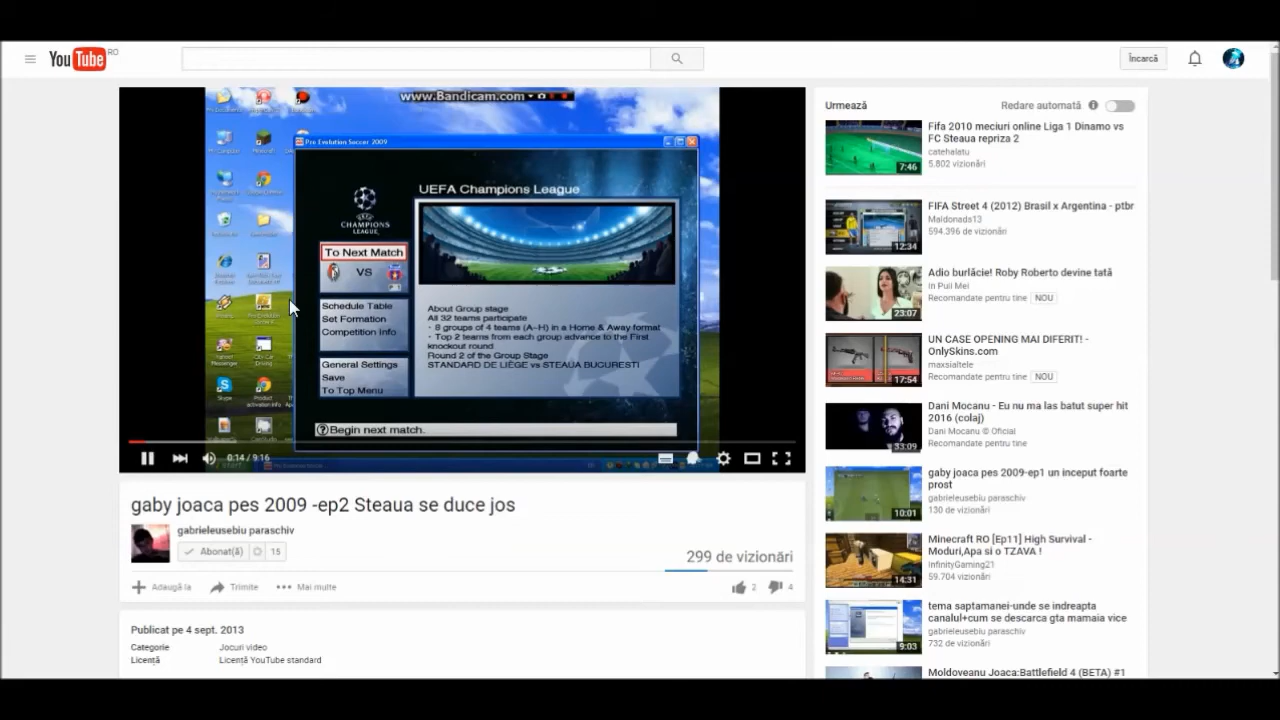 YouTube RO
Încarcă
www.Bandicam.com
Pro Evolution Soccer 2009
UEFA Champions League
CHAMPIONS
LEAGUE
To Next Match
VS
Schedule Table
Set Formation
Competition Info
General Settings
Save
To Top Menu
About Group stage
All 32 teams participate
- 8 groups of 4 teams (A-H) in a Home & Away format
- Top 2 teams from each group advance to the First
knockout round
Round 2 of the Group Stage
STANDARD DE LIÈGE vs STEAUA BUCURESTI
Begin next match.
Skype
0:14 / 9:16
gaby joaca pes 2009 -ep2 Steaua se duce jos
gabrieleusebiu paraschiv
Abonat(ă) 15
299 de vizionări
Adaugă la Trimite Mai multe
2 4
Publicat pe 4 sept. 2013
Categorie Jocuri video
Licență Licență YouTube standard
Urmează Redare automată
Fifa 2010 meciuri online Liga 1 Dinamo vs
FC Steaua repriza 2
catehalatu
5.802 vizionări
7:46
FIFA Street 4 (2012) Brasil x Argentina - ptbr
Maldonada13
594.396 de vizionări
12:34
Adio burlăcie! Roby Roberto devine tată
in Puii Mei
Recomandate pentru tine NOU
23:07
UN CASE OPENING MAI DIFERIT! -
OnlySkins.com
maxsialtele
Recomandate pentru tine NOU
17:54
Dani Mocanu - Eu nu ma las batut super hit
2016 (colaj)
Dani Mocanu © Oficial
Recomandate pentru tine
33:09
gaby joaca pes 2009-ep1 un inceput foarte
prost
gabrieleusebiu paraschiv
130 de vizionări
10:01
Minecraft RO [Ep11] High Survival -
Moduri,Apa si o TZAVA !
InfinityGaming21
59.704 vizionări
14:31
tema saptamanei-unde se indreapta
canalul+cum se descarca gta mamaia vice
gabrieleusebiu paraschiv
732 de vizionări
9:03
Moldoveanu Joaca:Battlefield 4 (BETA) #1